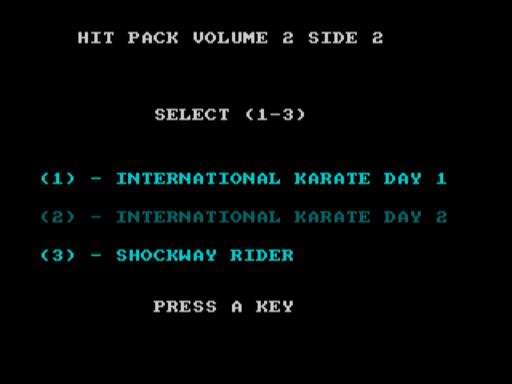 HIT PACK VOLUME 2 SIDE 2
SELECT (1-3)
(1) - INTERNATIONAL KARATE DAY 1
(2) - INTERNATIONAL KARATE DAY 2
(3) - SHOCKWAY RIDER
PRESS A KEY